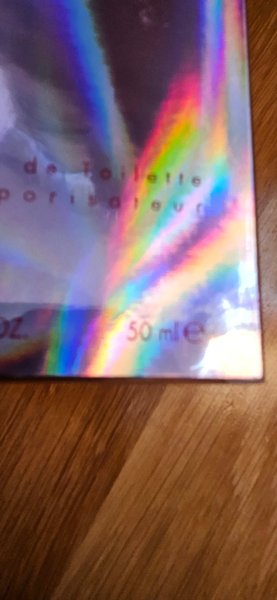 de Toilette
porisateur
OZ. 50 ml e